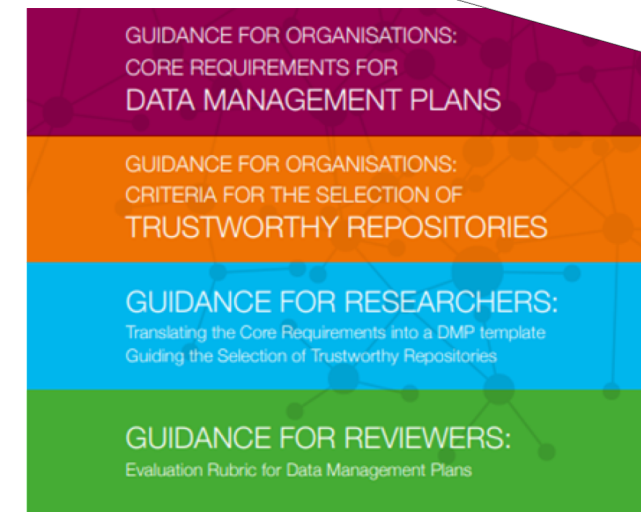 GUIDANCE FOR ORGANISATIONS:
CORE REQUIREMENTS FOR
DATA MANAGEMENT PLANS
GUIDANCE FOR ORGANISATIONS:
CRITERIA FOR THE SELECTION OF
TRUSTWORTHY REPOSITORIES
GUIDANCE FOR RESEARCHERS:
Translating the Core Requirements into a DMP template
Guiding the Selection of Trustworthy Repositories
GUIDANCE FOR REVIEWERS:
Evaluation Rubric for Data Management Plans